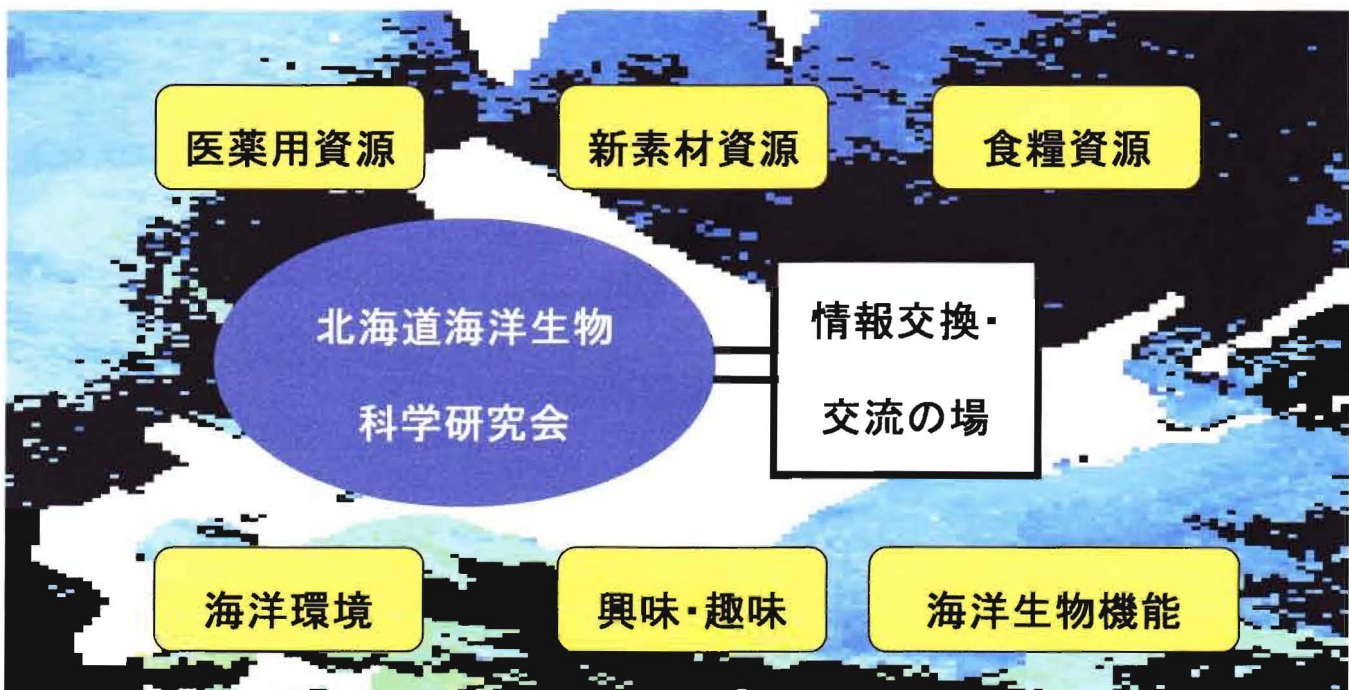 医薬用資源
新素材資源
食糧資源
北海道海洋生物
科学研究会
情報交換・
交流の場
海洋環境
興味・趣味
海洋生物機能